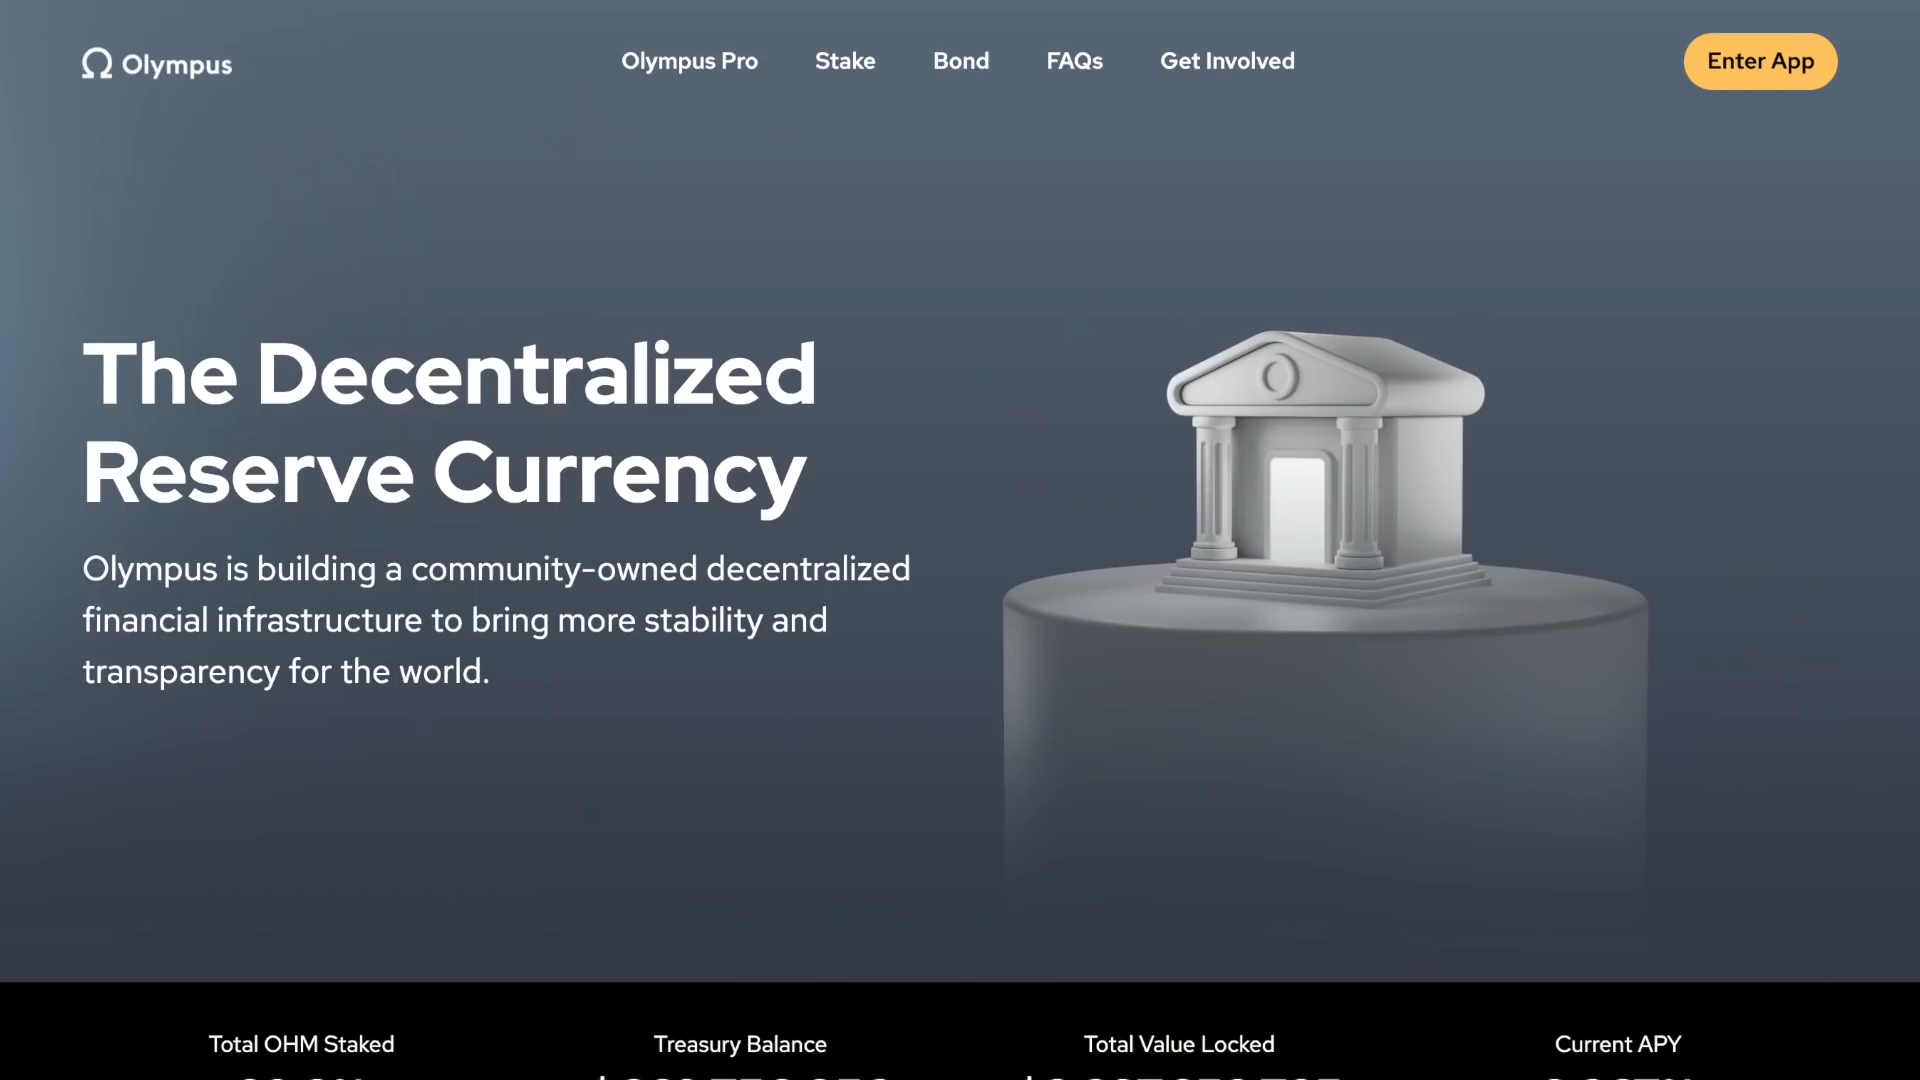 Olympus
Olympus Pro
Stake
Bond
FAQs
Get Involved
Enter App
The Decentralized
Reserve Currency
Olympus is building a community-owned decentralized
financial infrastructure to bring more stability and
transparency for the world.
Total OHM Staked
Treasury Balance
Total Value Locked
Current APY